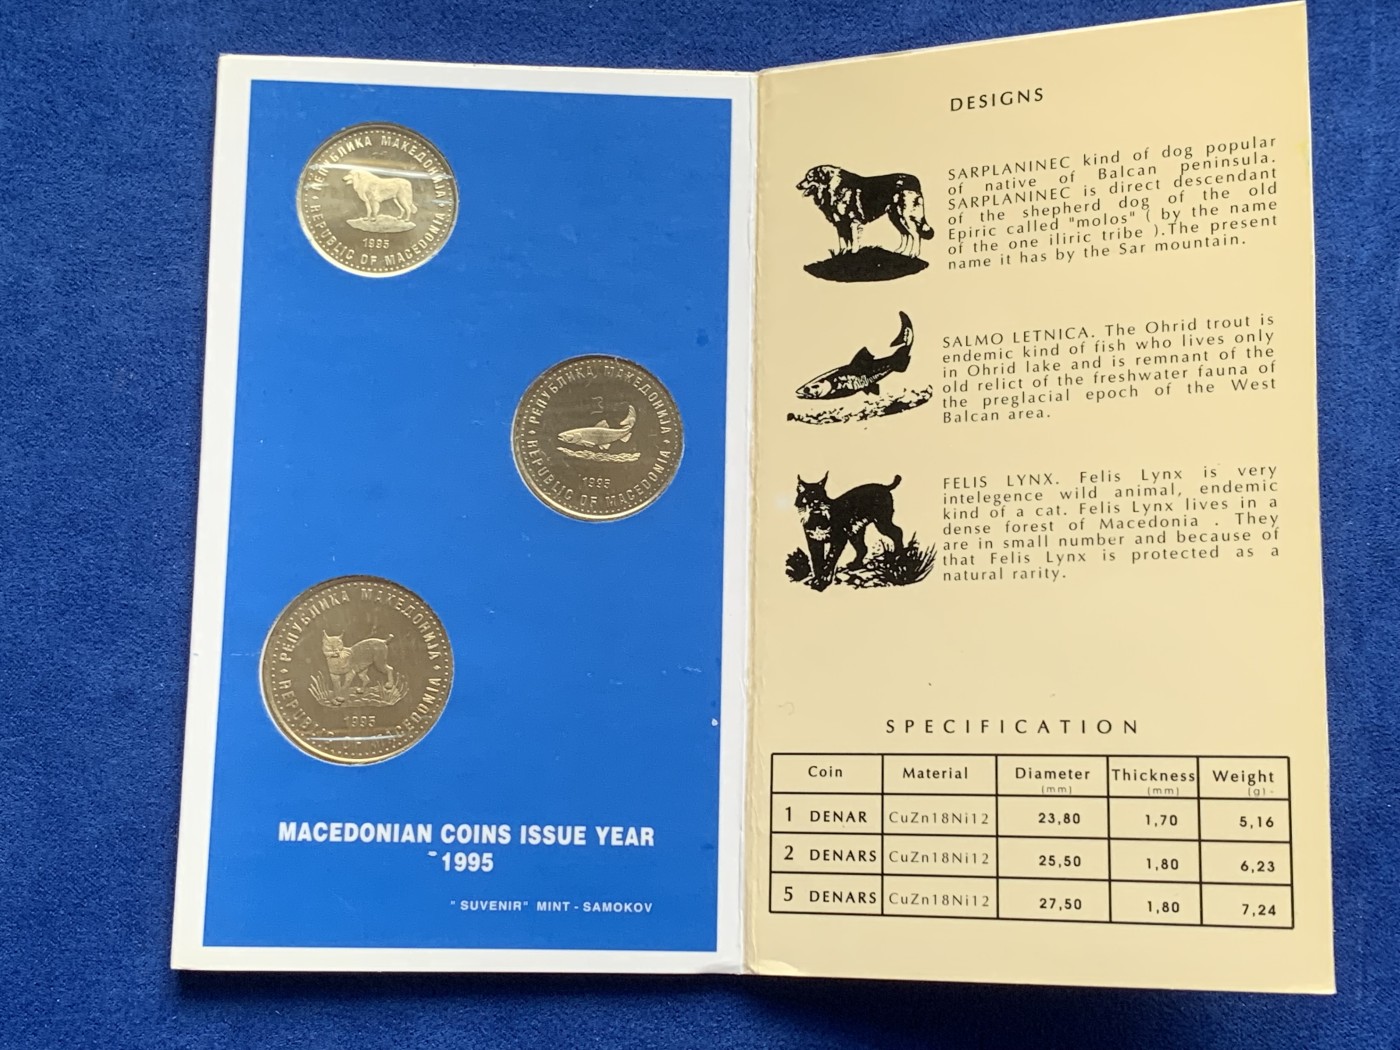 РЕПУБЛИКА МАКЕДОНИЈА
1995
REPUBLIC OF MACEDONIA
РЕПУБЛИКА МАКЕДОНИЈА
1995
REPUBLIC OF MACEDONIA
РЕПУБЛИКА МАКЕДОНИЈА
1995
REPUBLIC OF MACEDONIA
MACEDONIAN COINS ISSUE YEAR
1995
" SUVENIR" MINT - SAMOKOV
DESIGNS
SARPLANINEC kind of dog popular
of native of Balcan peninsula.
SARPLANINEC is direct descendant
of the shepherd dog of the old
Epiric called "molos" ( by the name
of the one iliric tribe ).The present
name it has by the Sar mountain.
SALMO LETNICA. The Ohrid trout is
endemic kind of fish who lives only
in Ohrid lake and is remnant of the
old relict of the freshwater fauna of
the preglacial epoch of the West
Balcan area.
FELIS LYNX. Felis Lynx is very
intelegence wild animal, endemic
kind of a cat. Felis Lynx lives in a
dense forest of Macedonia . They
are in small number and because of
that Felis Lynx is protected as a
natural rarity.
SPECIFICATION
Coin Material Diameter (mm) Thickness (mm) Weight (g)
1 DENAR CuZn18Ni12 23,80 1,70 5,16
2 DENARS CuZn18Ni12 25,50 1,80 6,23
5 DENARS CuZn18Ni12 27,50 1,80 7,24